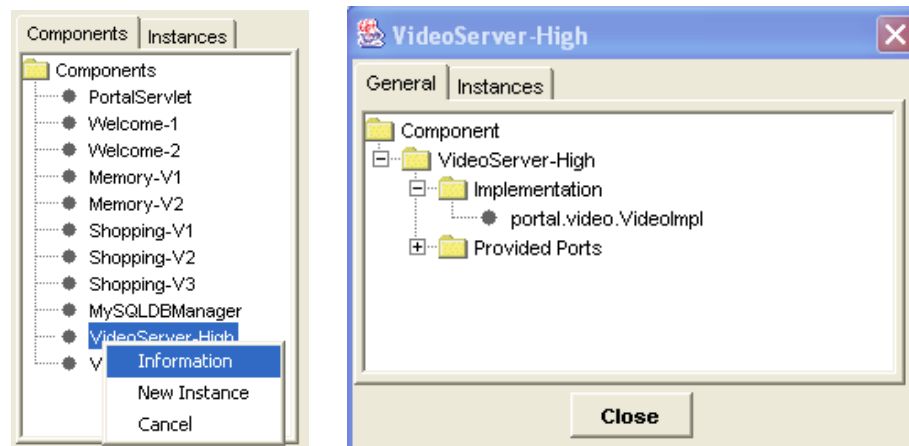 Components Instances
Components
PortalServlet
Welcome-1
Welcome-2
Memory-V1
Memory-V2
Shopping-V1
Shopping-V2
Shopping-V3
MySQLDBManager
VideoServer-High
V
Information
New Instance
Cancel
VideoServer-High
General Instances
Component
VideoServer-High
Implementation
portal.video.VideoImpl
Provided Ports
Close